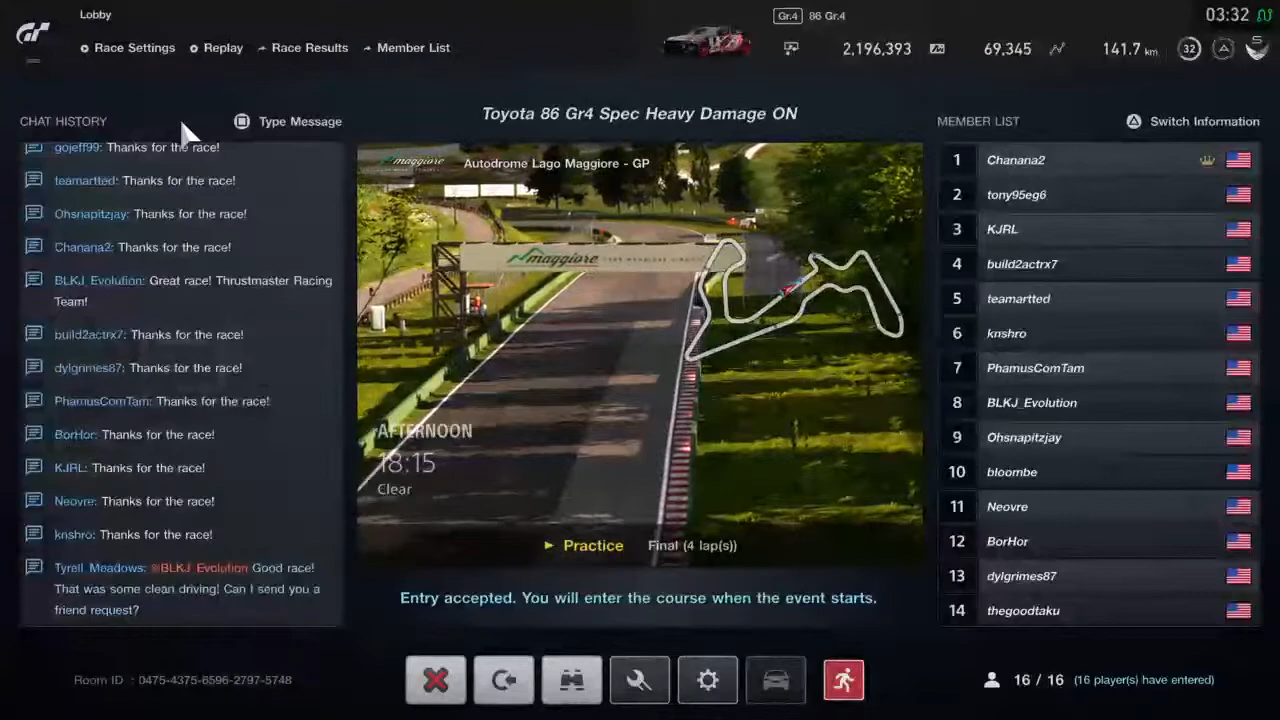 Lobby
Gr.4 86 Gr.4
03:32
Race Settings Replay Race Results Member List
2,196,393 69,345 141.7 km 32 S
CHAT HISTORY Type Message
gojeff99: Thanks for the race!
teamartted: Thanks for the race!
Ohsnapitzjay: Thanks for the race!
Chanana2: Thanks for the race!
BLKJ_Evolution: Great race! Thrustmaster Racing
Team!
build2actrx7: Thanks for the race!
dylgrimes87: Thanks for the race!
PhamusComTam: Thanks for the race!
BorHor: Thanks for the race!
KJRL: Thanks for the race!
Neovre: Thanks for the race!
knshro: Thanks for the race!
Tyrell_Meadows: @BLKJ_Evolution Good race!
That was some clean driving! Can I send you a
friend request?
Toyota 86 Gr4 Spec Heavy Damage ON
maggiore Autodrome Lago Maggiore - GP
maggiore
AFTERNOON
18:15
Clear
Practice Final (4 lap(s))
Entry accepted. You will enter the course when the event starts.
MEMBER LIST Switch Information
1 Chanana2
2 tony95eg6
3 KJRL
4 build2actrx7
5 teamartted
6 knshro
7 PhamusComTam
8 BLKJ_Evolution
9 Ohsnapitzjay
10 bloombe
11 Neovre
12 BorHor
13 dylgrimes87
14 thegoodtaku
Room ID : 0475-4375-6596-2797-5748
16 / 16 (16 player(s) have entered)